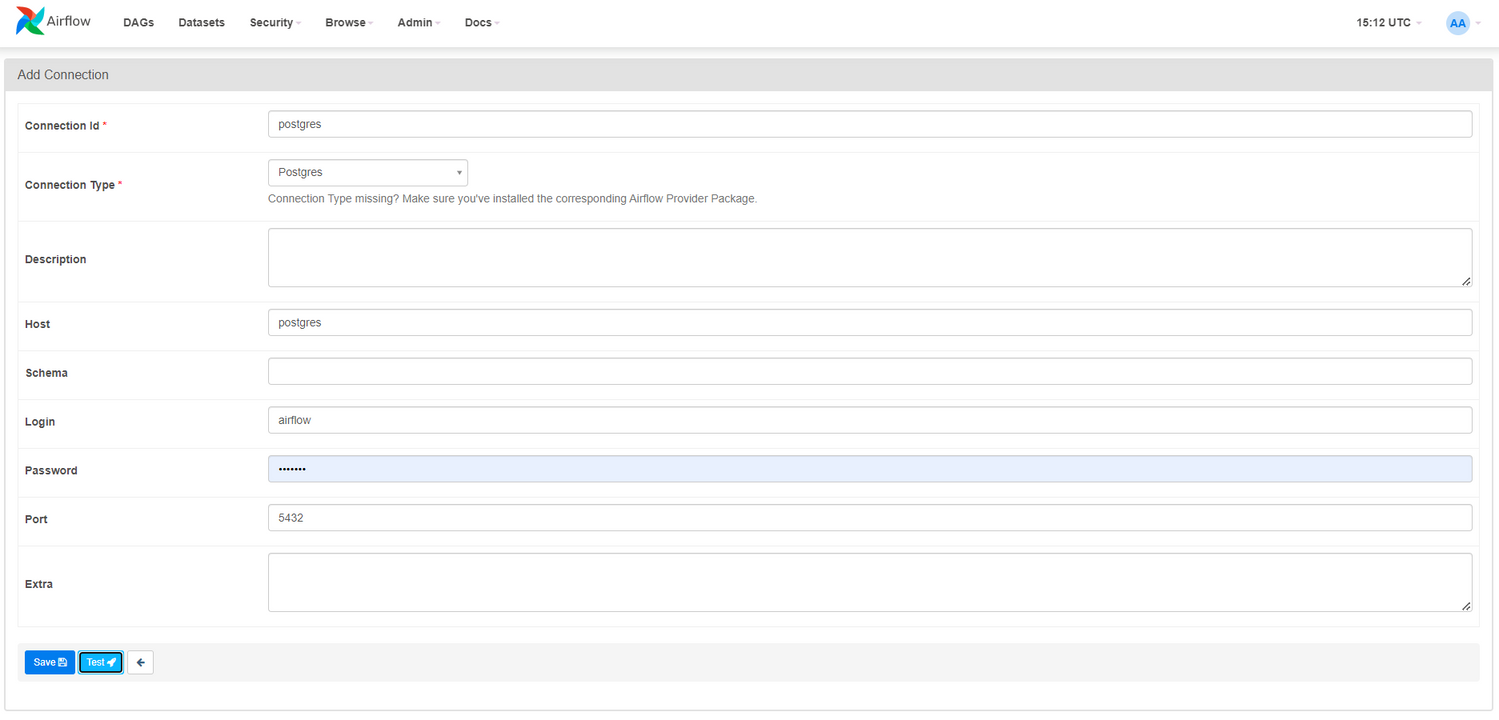 Airflow DAGs Datasets Security Browse Admin Docs 15:12 UTC AA
Add Connection
Connection Id * postgres
Connection Type * Postgres
Connection Type missing? Make sure you've installed the corresponding Airflow Provider Package.
Description
Host postgres
Schema
Login airflow
Password •••••••
Port 5432
Extra
Save Test